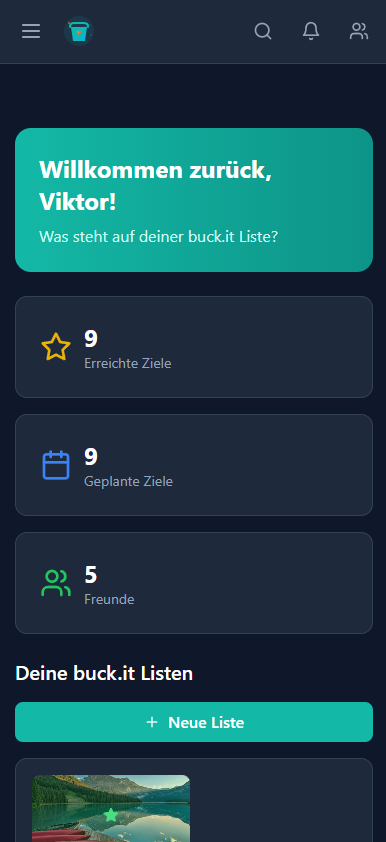 Willkommen zurück,
Viktor!
Was steht auf deiner buck.it Liste?
9
Erreichte Ziele
9
Geplante Ziele
5
Freunde
Deine buck.it Listen
+ Neue Liste